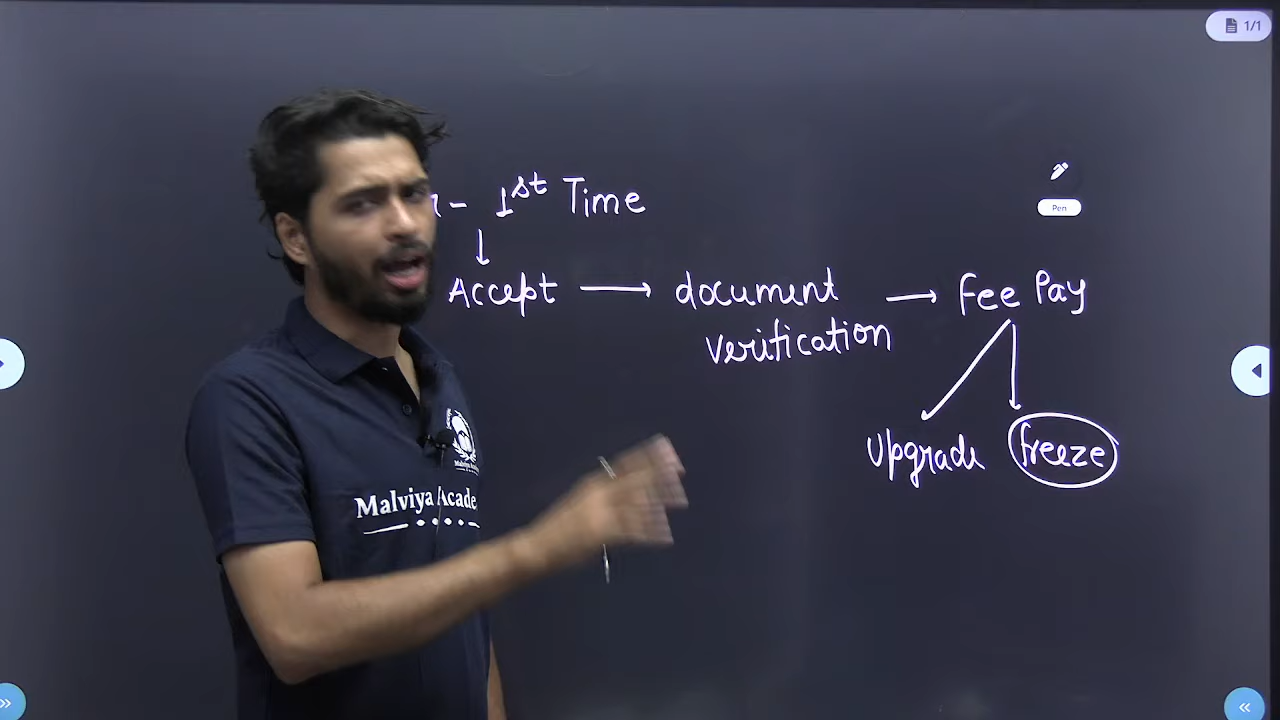 1/1
- 1st Time
Pen
Accept → document → Fee Pay
verification
Upgrade freeze
Malviya Acade